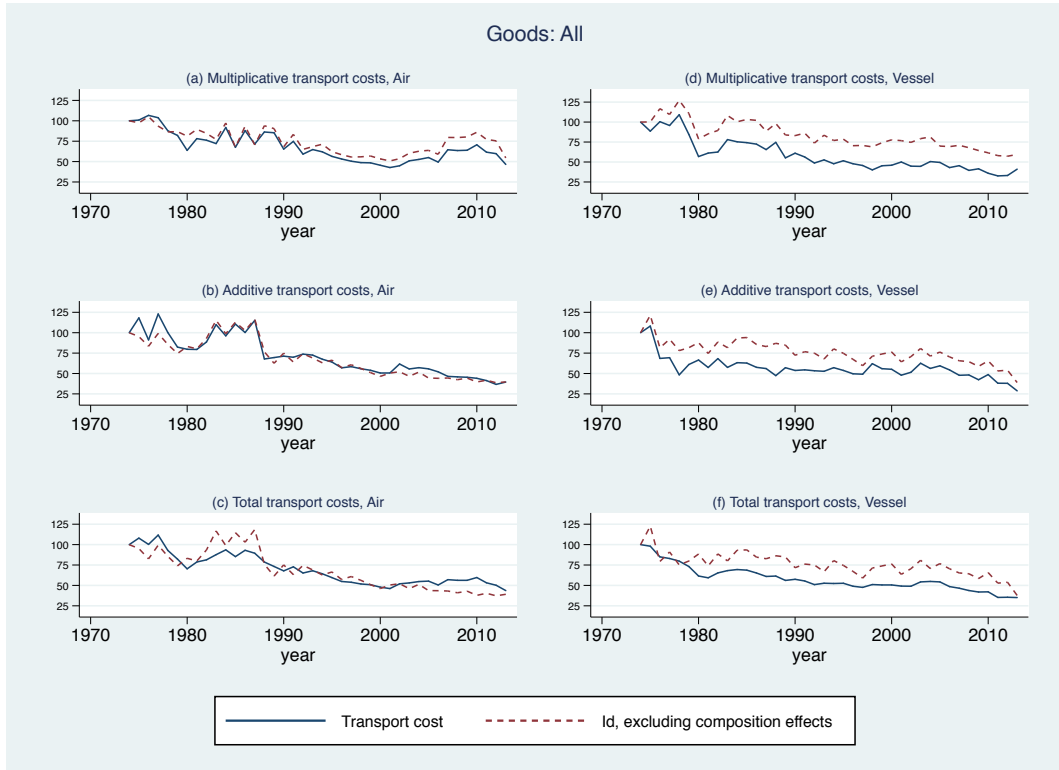 Goods: All
(a) Multiplicative transport costs, Air
125
100
75
50
25
1970 1980 1990 2000 2010
year
(d) Multiplicative transport costs, Vessel
125
100
75
50
25
1970 1980 1990 2000 2010
year
(b) Additive transport costs, Air
125
100
75
50
25
1970 1980 1990 2000 2010
year
(e) Additive transport costs, Vessel
125
100
75
50
25
1970 1980 1990 2000 2010
year
(c) Total transport costs, Air
125
100
75
50
25
1970 1980 1990 2000 2010
year
(f) Total transport costs, Vessel
125
100
75
50
25
1970 1980 1990 2000 2010
year
Transport cost Id, excluding composition effects